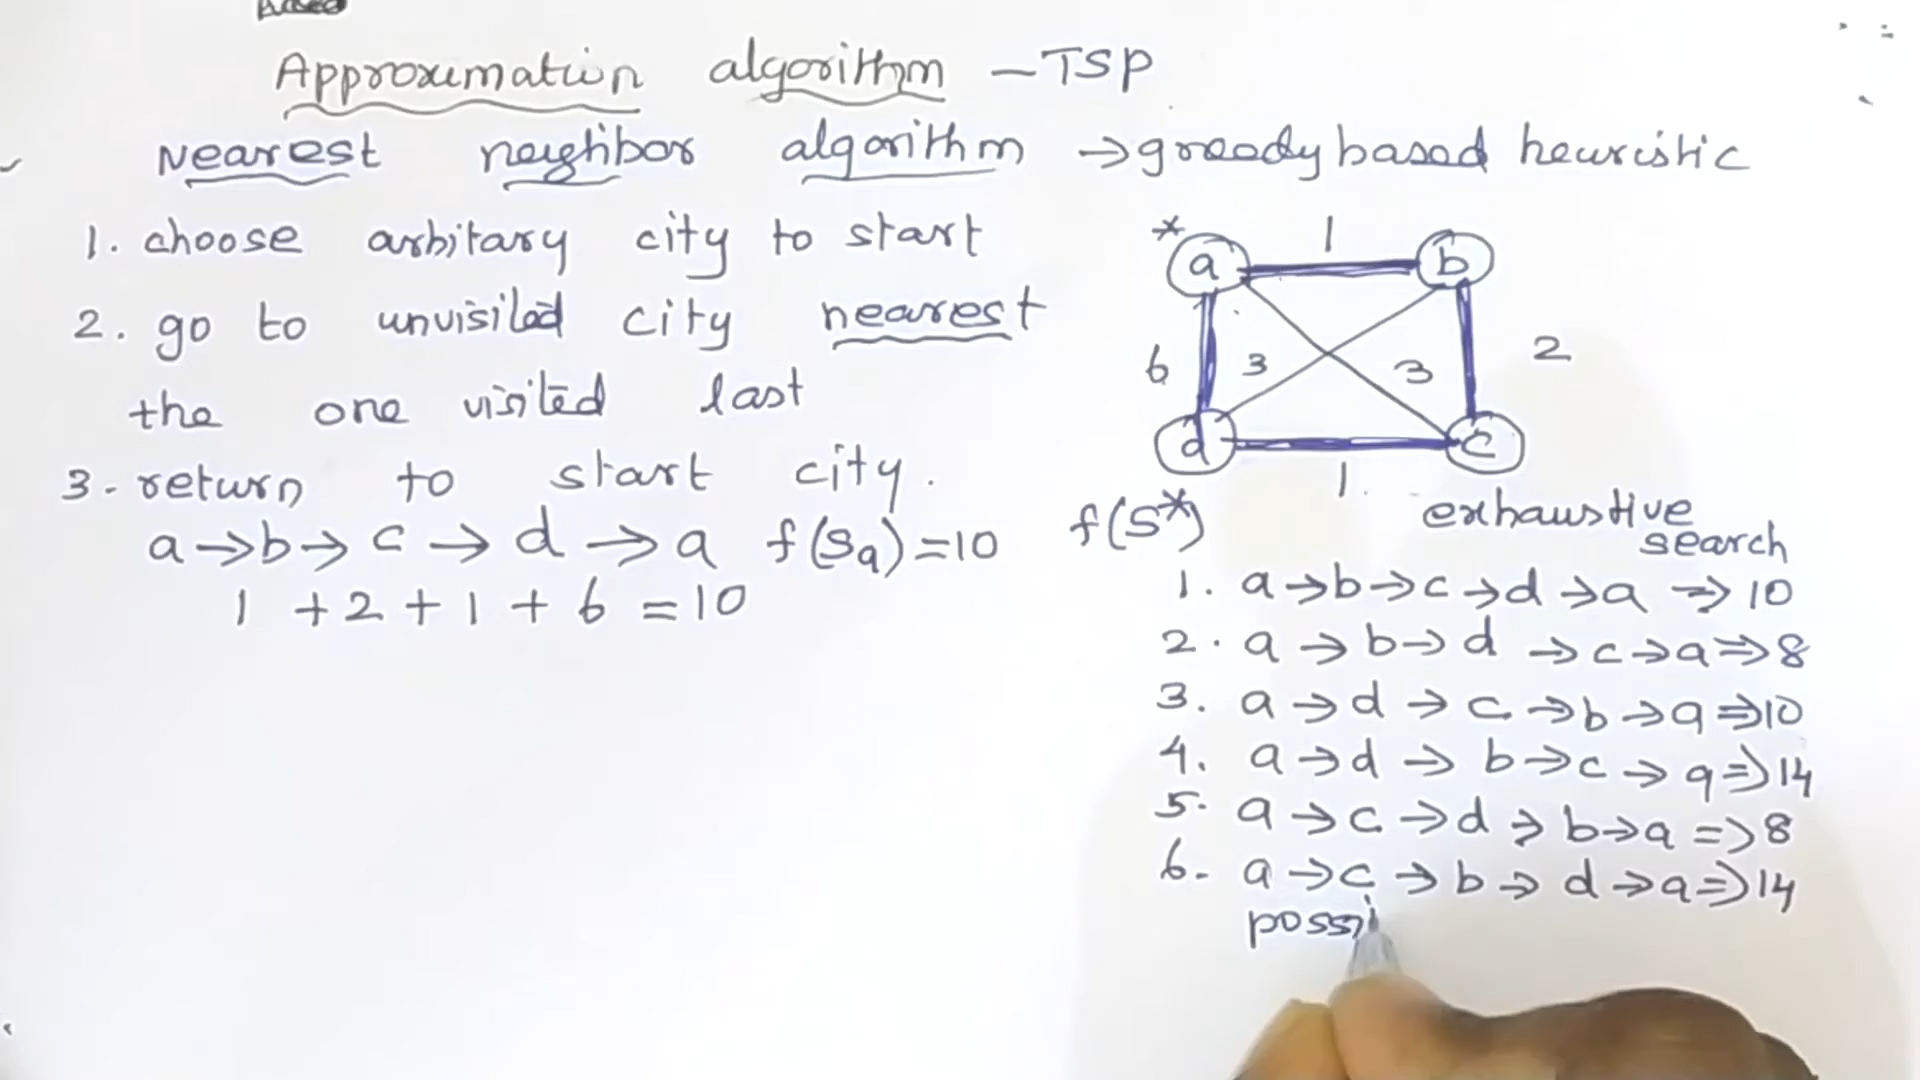 Approximation algorithm - TSP
Nearest neighbor algorithm → greedy based heuristic
1. choose arbitary city to start
2. go to unvisited city nearest
the one visited last
3. return to start city.
a → b → c → d → a f(Sa) = 10
1 + 2 + 1 + 6 = 10
* a 1 b
6 3 3 2
d 1 c
f(S*) exhaustive search
1. a → b → c → d → a ⇒ 10
2. a → b → d → c → a ⇒ 8
3. a → d → c → b → a ⇒ 10
4. a → d → b → c → a ⇒ 14
5. a → c → d → b → a ⇒ 8
6. a → c → b → d → a ⇒ 14
possi